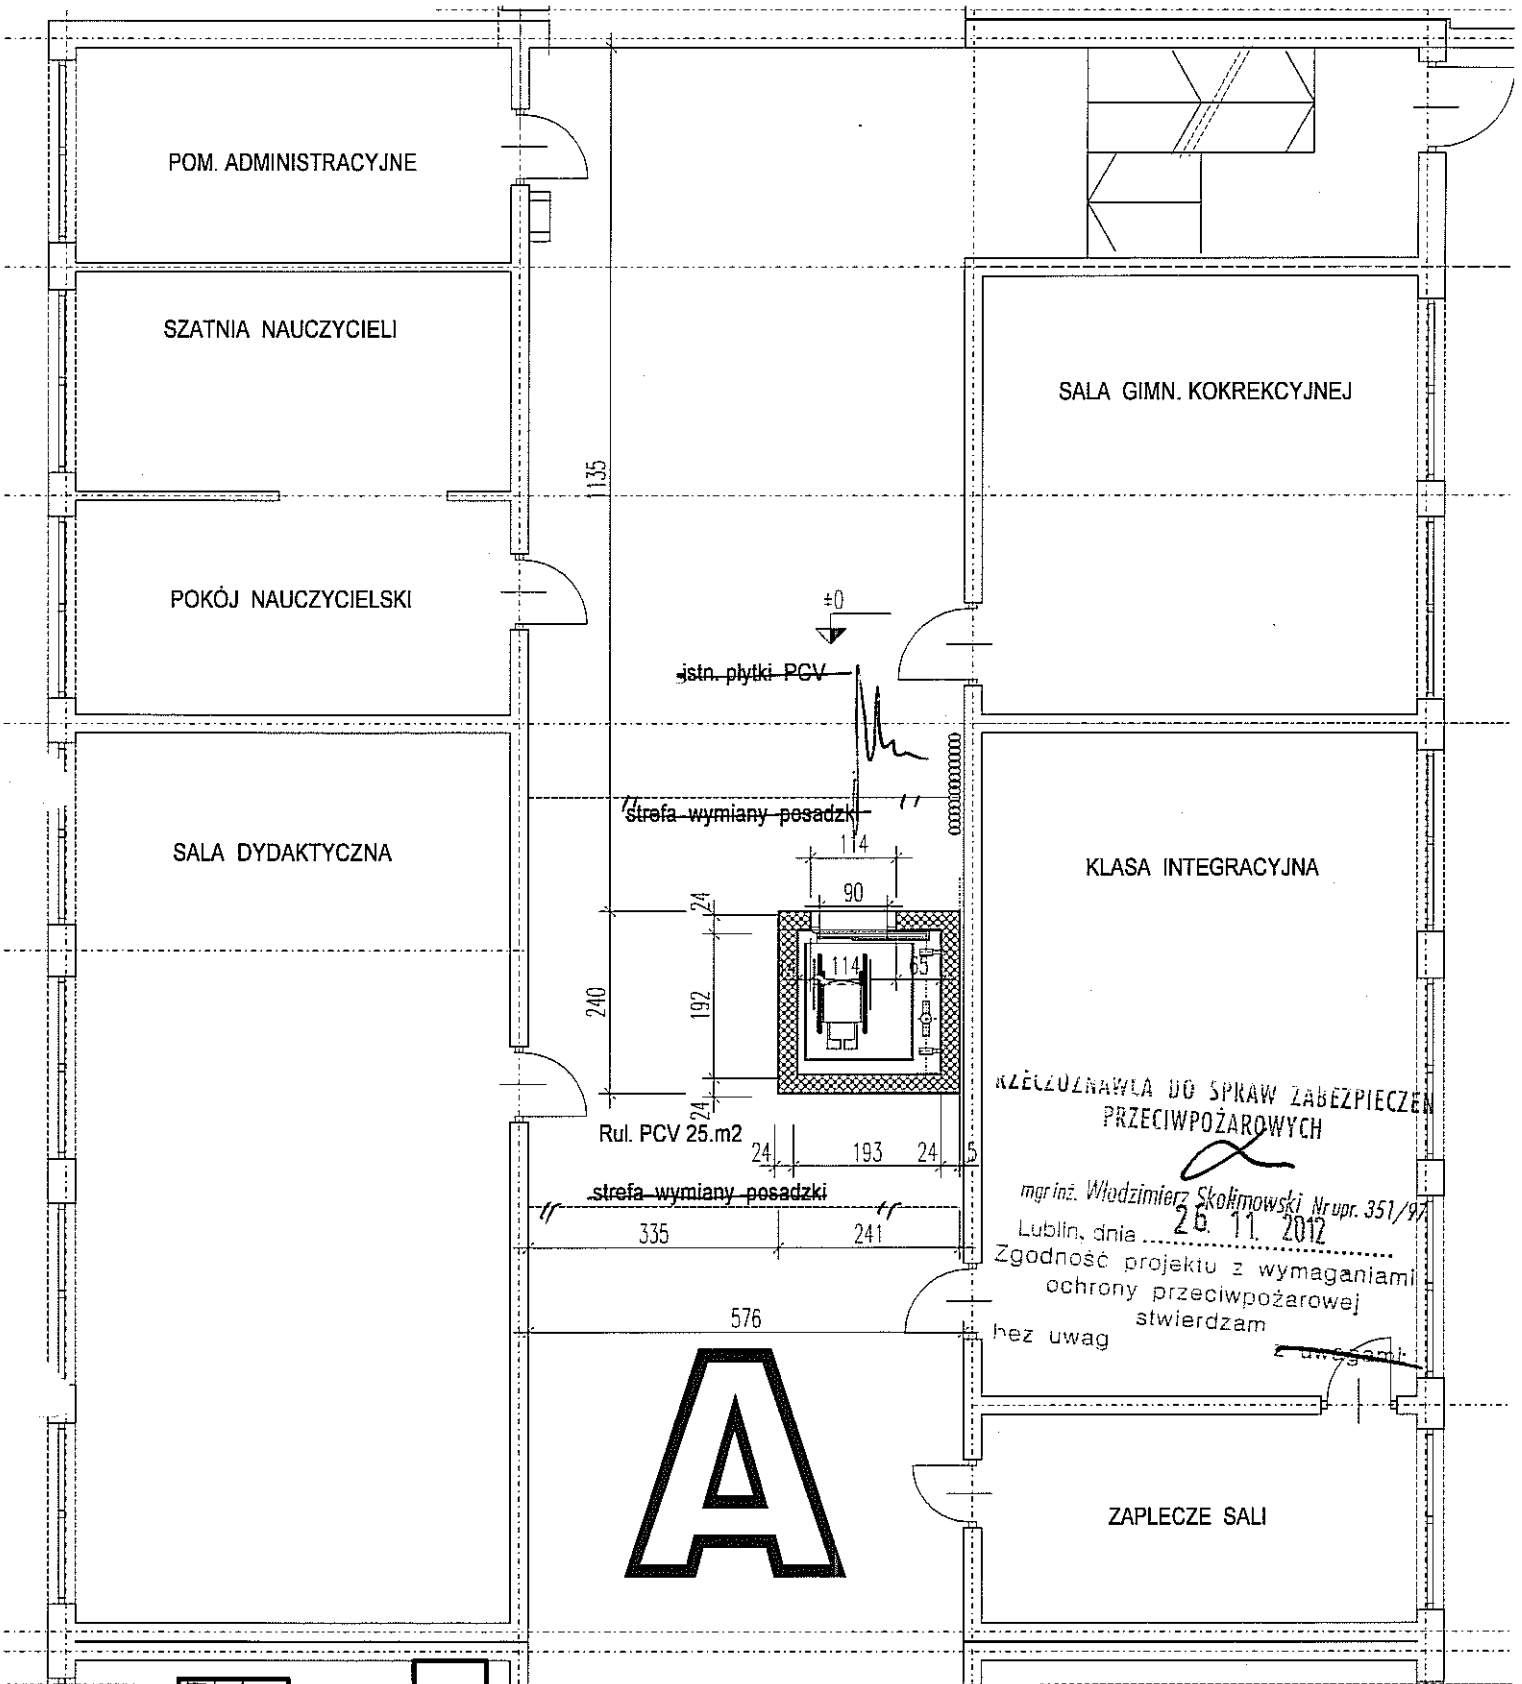 POM. ADMINISTRACYJNE
SZATNIA NAUCZYCIELI
SALA GIMN. KOKREKCYJNEJ
1135
POKÓJ NAUCZYCIELSKI
±0
istn. płytki PCV
strefa wymiany posadzki
114
SALA DYDAKTYCZNA
KLASA INTEGRACYJNA
90
24
114
65
240
192
24
RZECZOZNAWCA DO SPRAW ZABEZPIECZEŃ
PRZECIWPOŻAROWYCH
Rul. PCV 25.m2
24
193
24
5
mgr inż. Włodzimierz Skolimowski Nr upr. 351/97
strefa wymiany posadzki
Lublin, dnia 26. 11. 2012
335
241
Zgodność projektu z wymaganiami
ochrony przeciwpożarowej
stwierdzam
576
bez uwag
z uwagami
A
ZAPLECZE SALI